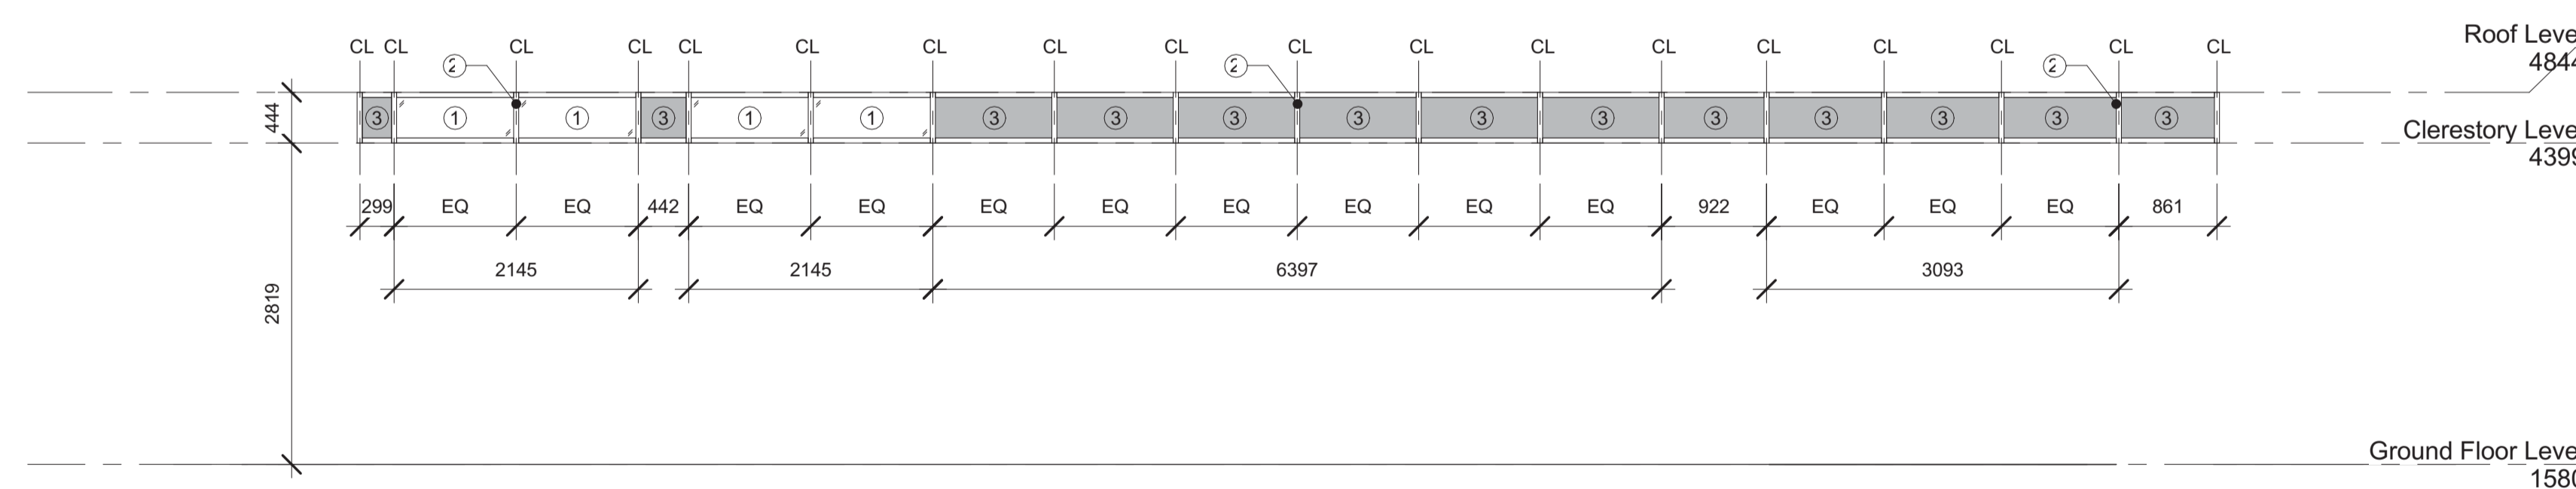 Roof Leve
4844
CL CL CL CL CL CL CL CL CL CL CL CL CL CL CL CL CL CL
2 2 2
444
3 1 1 3 1 1 3 3 3 3 3 3 3 3 3 3 3
Clerestory Leve
4399
299 EQ EQ 442 EQ EQ EQ EQ EQ EQ EQ EQ 922 EQ EQ EQ 861
2145 2145 6397 3093
2819
Ground Floor Leve
1580